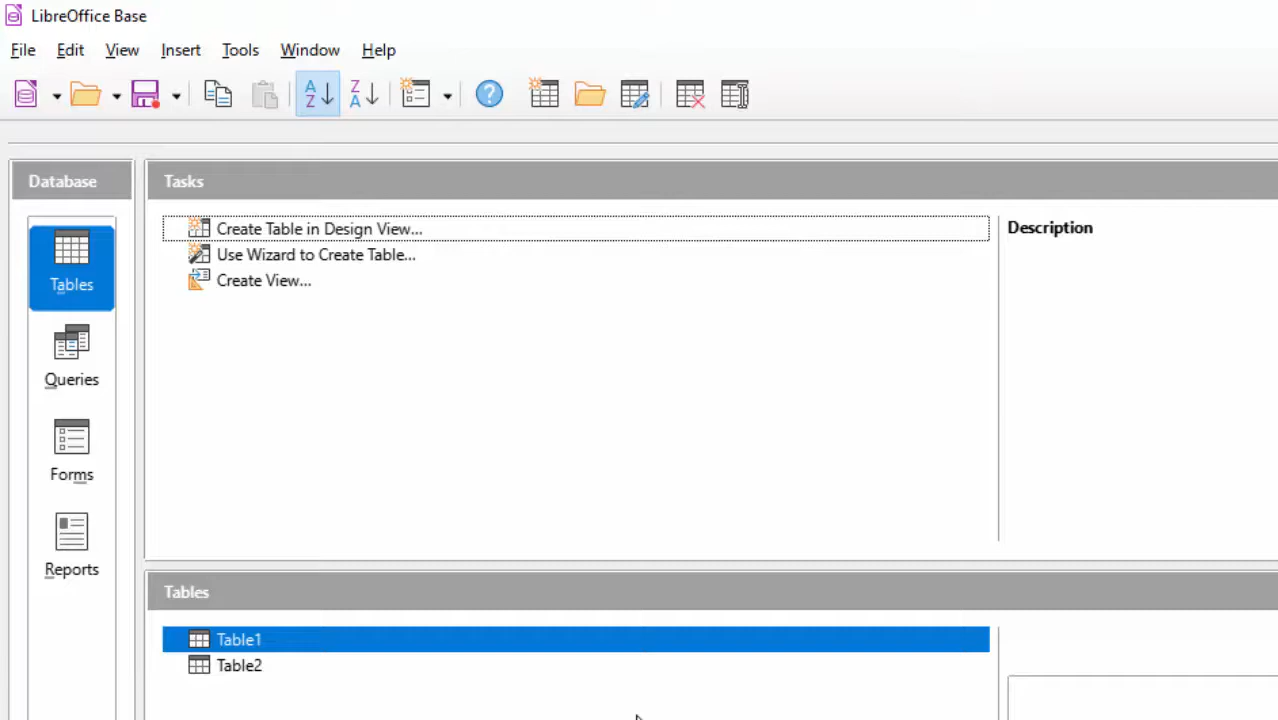 LibreOffice Base
File Edit View Insert Tools Window Help
Database
Tasks
Tables
Queries
Forms
Reports
Create Table in Design View...
Use Wizard to Create Table...
Create View...
Description
Tables
Table1
Table2